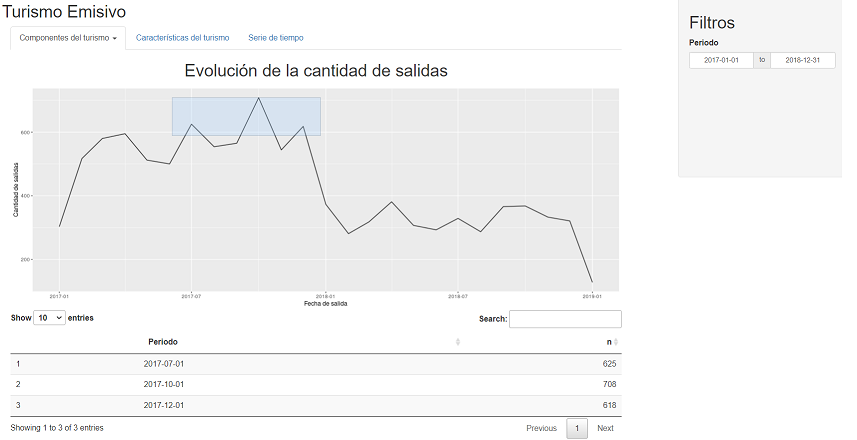 Turismo Emisivo
Componentes del turismo
Características del turismo
Serie de tiempo
Filtros
Periodo
2017-01-01 to 2018-12-31
Evolución de la cantidad de salidas
Cantidad de salidas
600
400
200
2017-01
2017-07
2018-01
2018-07
2019-01
Fecha de salida
Show 10 entries
Search:
Periodo n
1 2017-07-01 625
2 2017-10-01 708
3 2017-12-01 618
Showing 1 to 3 of 3 entries
Previous 1 Next